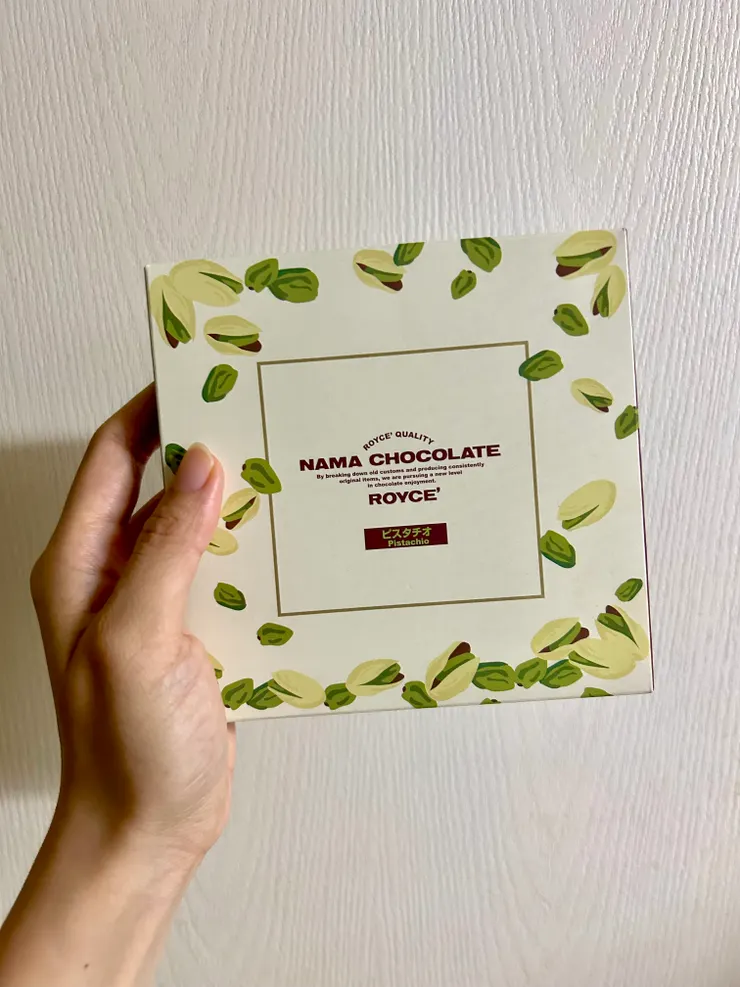 ROYCE' QUALITY
NAMA CHOCOLATE
By breaking down old customs and producing consistently
original items, we are pursuing a new level
in chocolate enjoyment.
ROYCE'
ピスタチオ
Pistachio